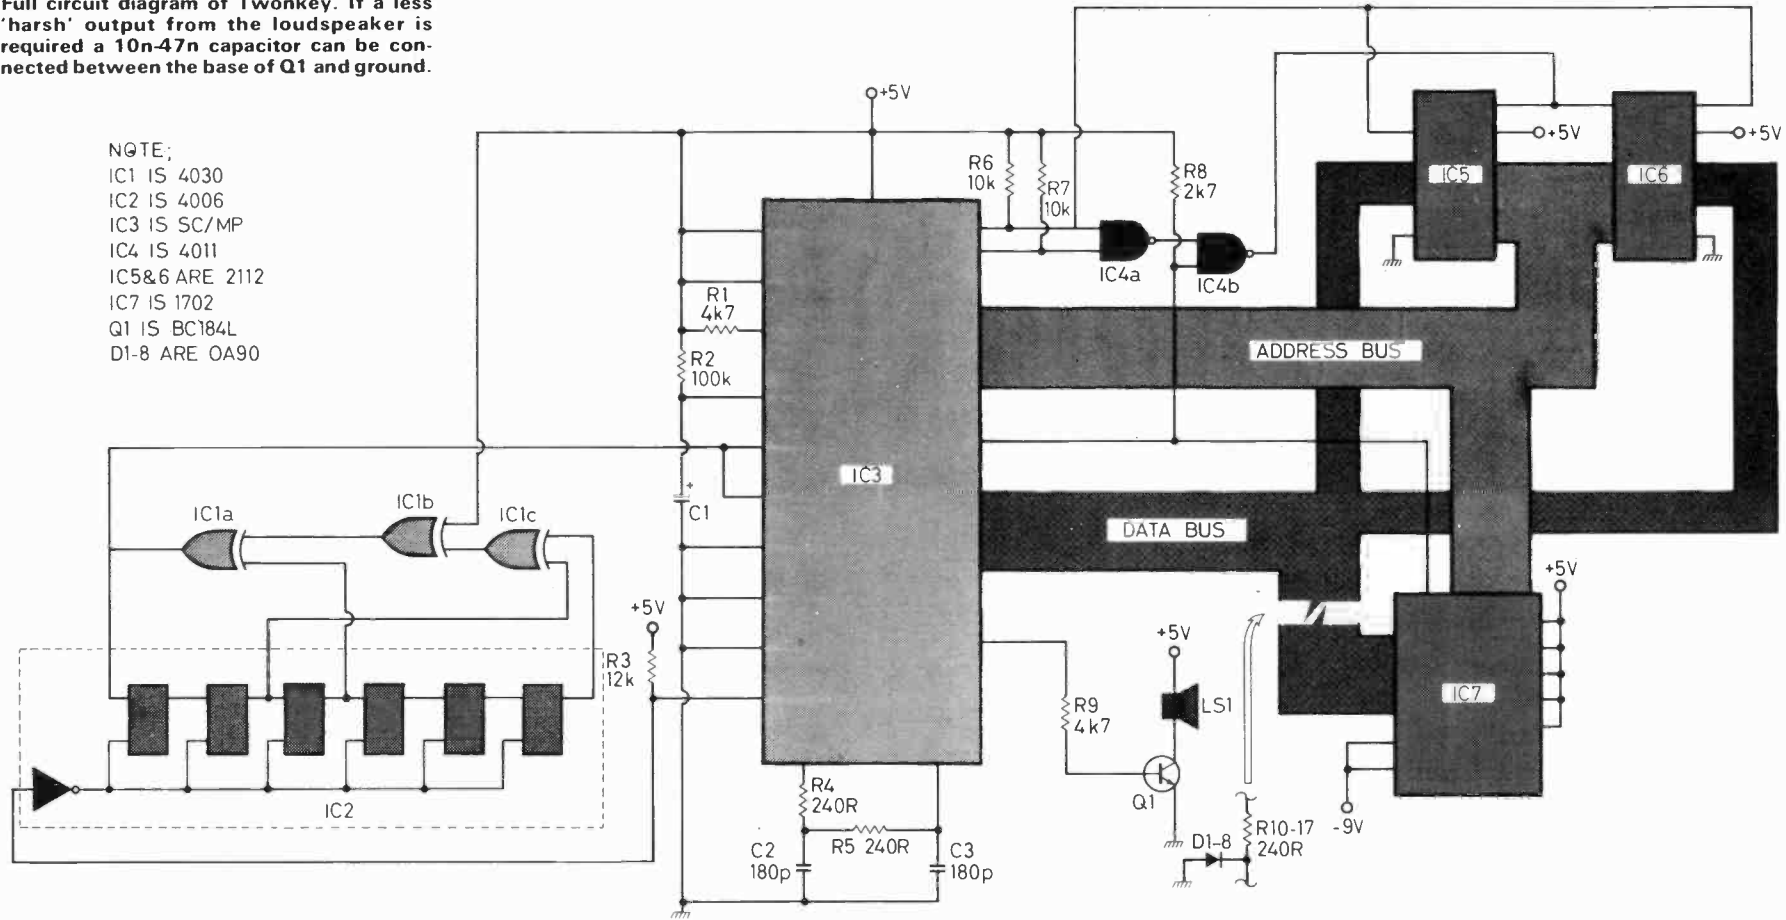 Full circuit diagram of Twonkey. If a less
'harsh' output from the loudspeaker is
required a 10n-47n capacitor can be con-
nected between the base of Q1 and ground.
NOTE;
IC1 IS 4030
IC2 IS 4006
IC3 IS SC/MP
IC4 IS 4011
IC5&6 ARE 2112
IC7 IS 1702
Q1 IS BC184L
D1-8 ARE OA90
+5V
R6
10k
R7
10k
R8
2k7
IC4a
IC4b
IC5
+5V
IC6
+5V
R1
4k7
R2
100k
+
C1
IC3
ADDRESS BUS
DATA BUS
IC1a
IC1b
IC1c
+5V
R3
12k
IC2
R4
240R
R5 240R
C2
180p
C3
180p
R9
4k7
+5V
LS1
Q1
D1-8
R10-17
240R
-9V
IC7
+5V